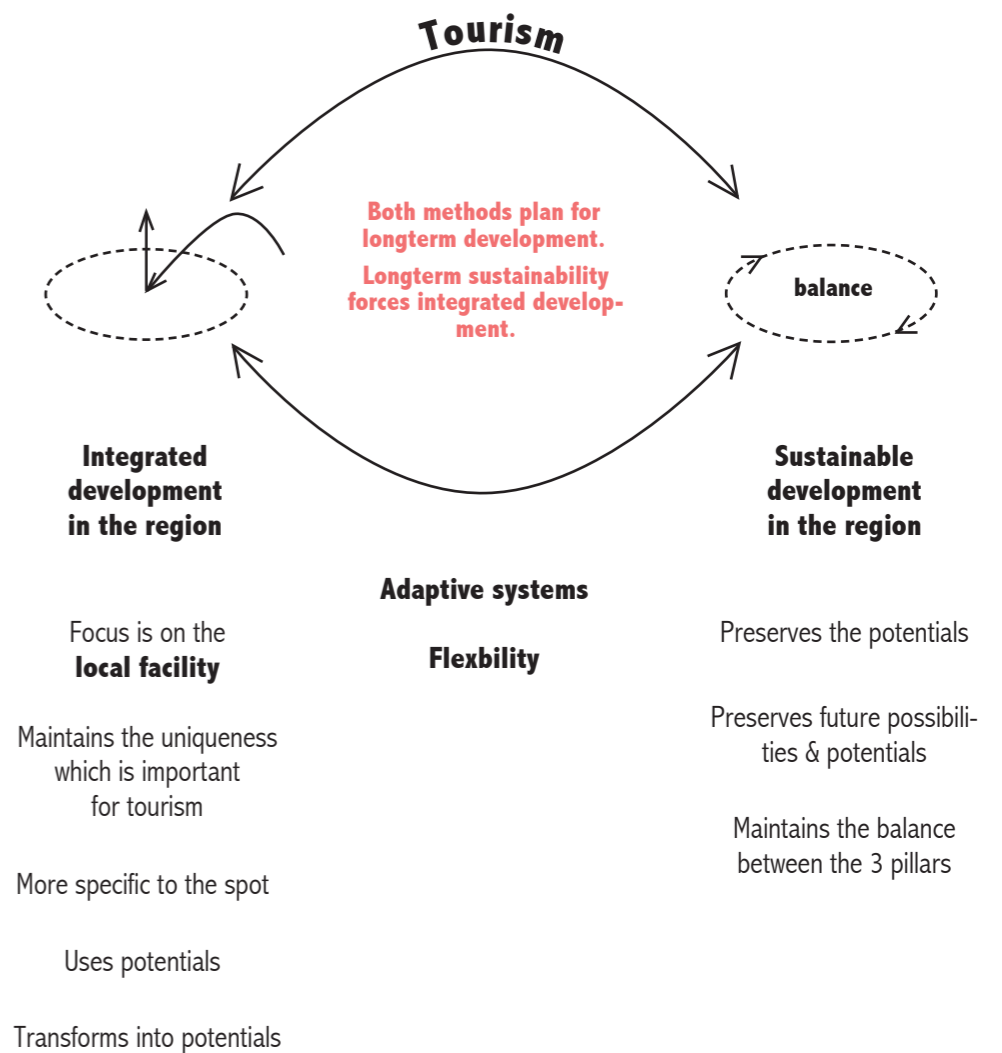 Tourism
Both methods plan for
longterm development.
Longterm sustainability
forces integrated develop-
ment.
balance
Integrated
development
in the region
Sustainable
development
in the region
Adaptive systems
Flexbility
Focus is on the
local facility
Maintains the uniqueness
which is important
for tourism
More specific to the spot
Uses potentials
Transforms into potentials
Preserves the potentials
Preserves future possibili-
ties & potentials
Maintains the balance
between the 3 pillars